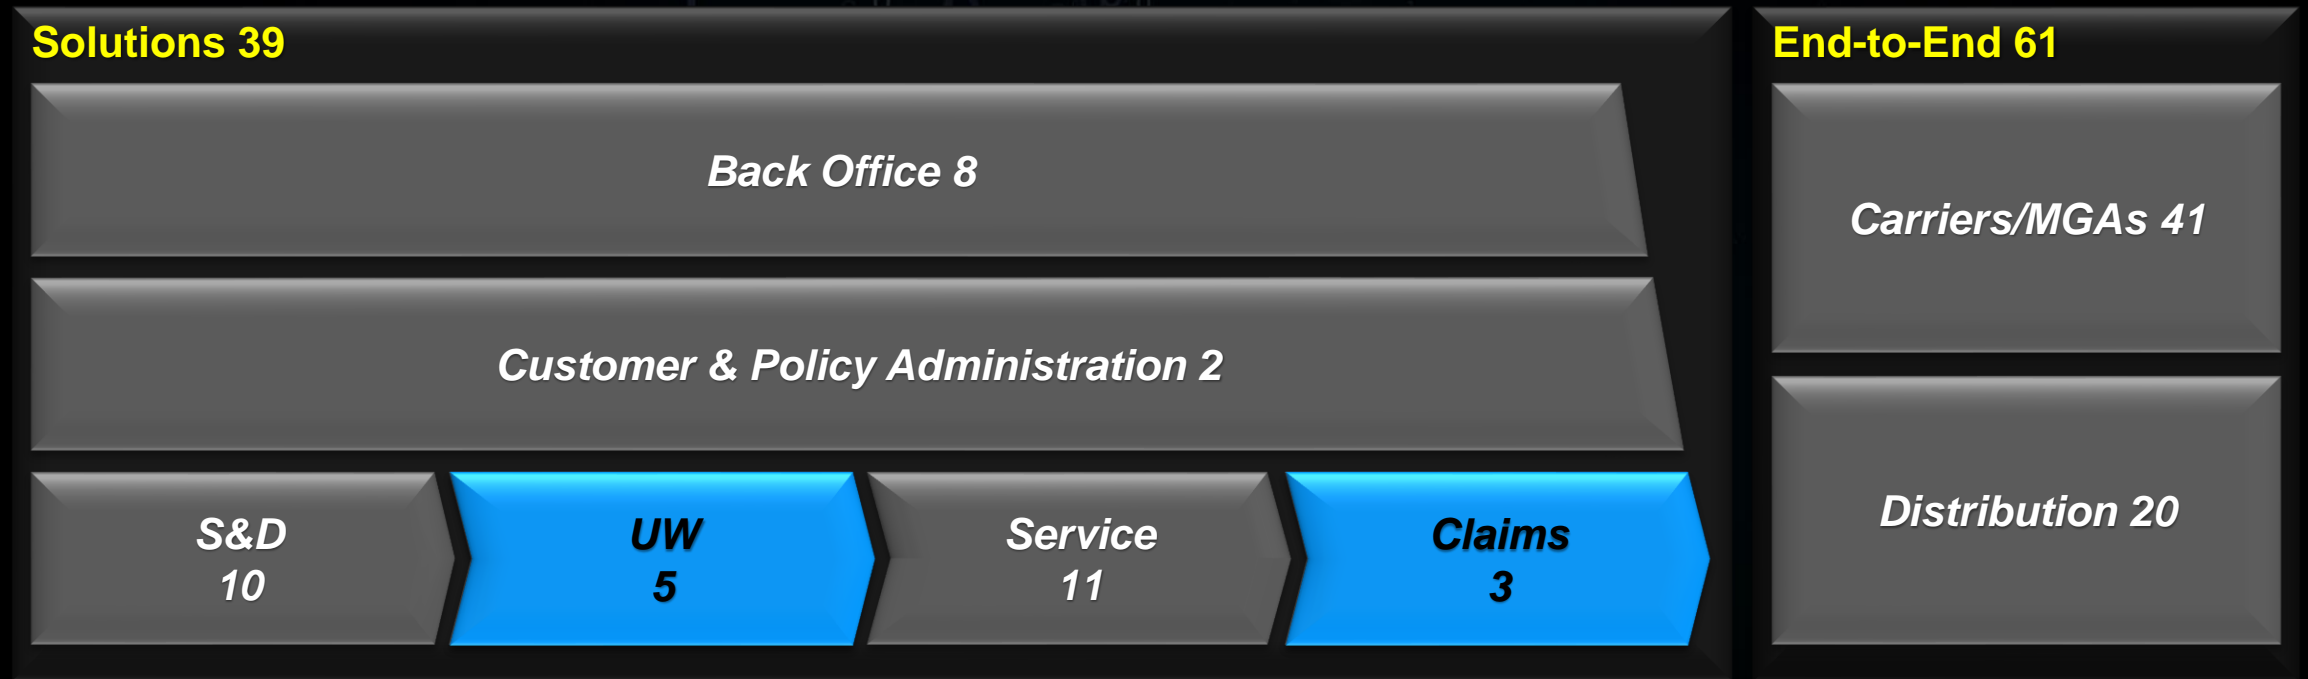 Solutions 39
Back Office 8
Customer & Policy Administration 2
S&D
10
UW
5
Service
11
Claims
3
End-to-End 61
Carriers/MGAs 41
Distribution 20